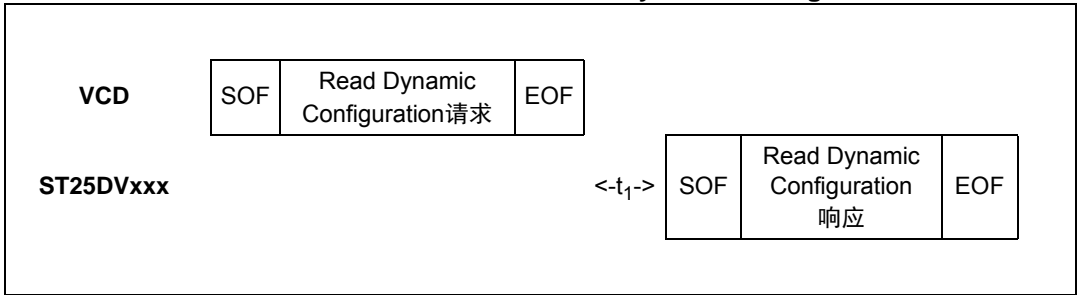 VCD
SOF
Read Dynamic
Configuration请求
EOF
ST25DVxxx
<-t1->
SOF
Read Dynamic
Configuration
响应
EOF